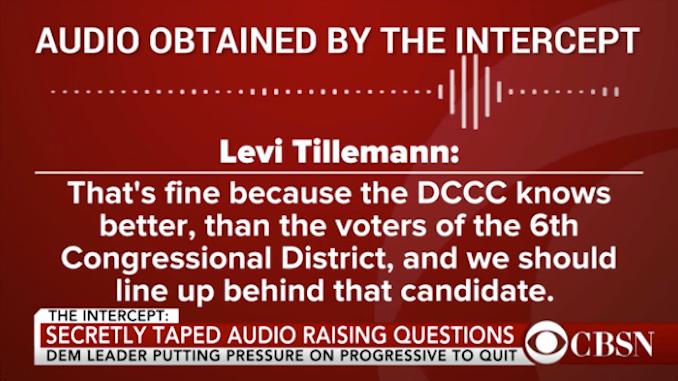 AUDIO OBTAINED BY THE INTERCEPT
Levi Tillemann:
That's fine because the DCCC knows
better, than the voters of the 6th
Congressional District, and we should
line up behind that candidate.
THE INTERCEPT:
SECRETLY TAPED AUDIO RAISING QUESTIONS
DEM LEADER PUTTING PRESSURE ON PROGRESSIVE TO QUIT
CBSN